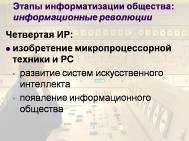 Этапы информатизации общества:
информационные революции
Четвертая ИР:
● изобретение микропроцессорной
техники и PC
▪ развитие систем искусственного
интеллекта
▪ появление информационного
общества